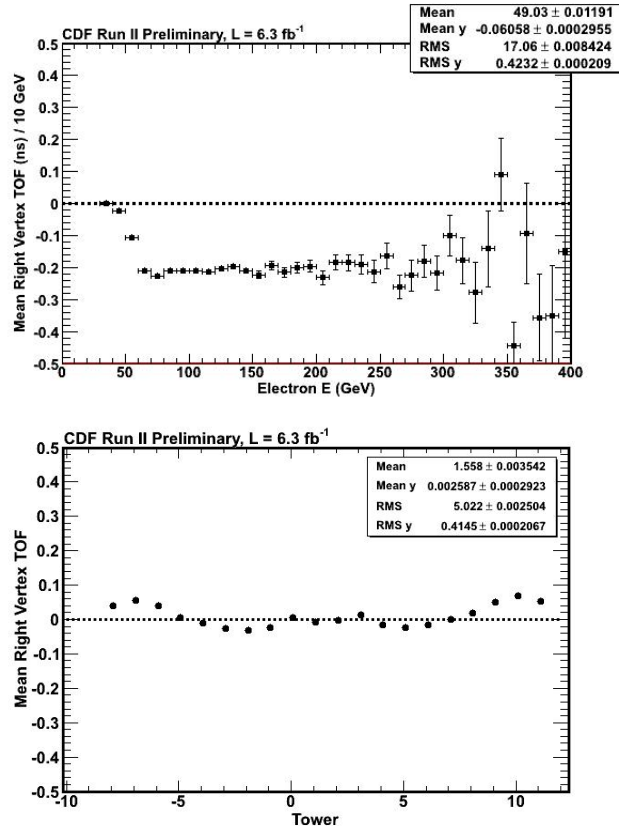 Mean 49.03 ± 0.01191
Mean y -0.06058 ± 0.0002955
RMS 17.06 ± 0.008424
RMS y 0.4232 ± 0.000209
CDF Run II Preliminary, L = 6.3 fb⁻¹
0.5
0.4
0.3
0.2
0.1
0
-0.1
-0.2
-0.3
-0.4
-0.5
Mean Right Vertex TOF (ns) / 10 GeV
0 50 100 150 200 250 300 350 400
Electron E (GeV)
CDF Run II Preliminary, L = 6.3 fb⁻¹
Mean 1.558 ± 0.003542
Mean y 0.002587 ± 0.0002923
RMS 5.022 ± 0.002504
RMS y 0.4145 ± 0.0002067
0.5
0.4
0.3
0.2
0.1
0
-0.1
-0.2
-0.3
-0.4
-0.5
Mean Right Vertex TOF
-10 -5 0 5 10
Tower